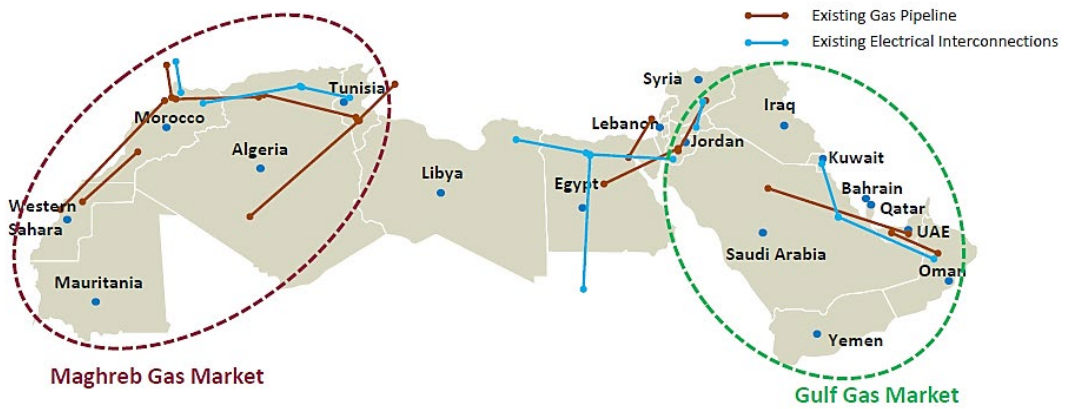 Existing Gas Pipeline
Existing Electrical Interconnections
Syria
Tunisia
Iraq
Morocco
Lebanon
Jordan
Algeria
Kuwait
Libya
Egypt
Bahrain
Qatar
Western
Sahara
UAE
Saudi Arabia
Oman
Mauritania
Yemen
Maghreb Gas Market
Gulf Gas Market